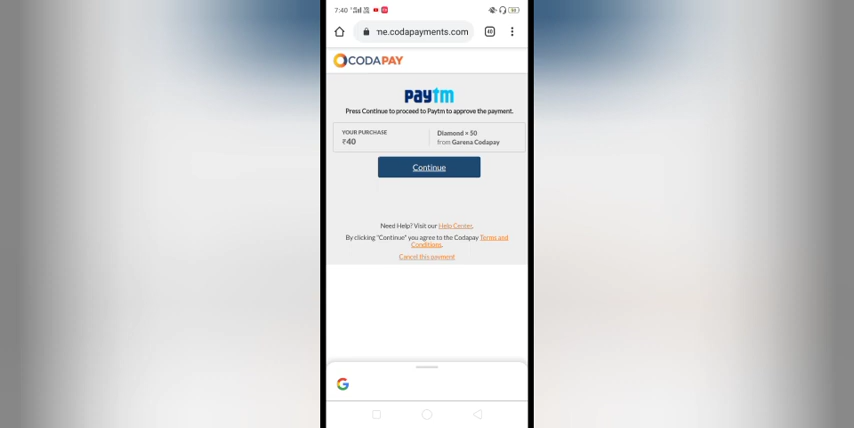 7:40
me.codapayments.com
CODAPAY
paytm
Press Continue to proceed to Paytm to approve the payment.
YOUR PURCHASE
₹40
Diamond × 50
from Garena Codapay
Continue
Need Help? Visit our Help Center.
By clicking "Continue" you agree to the Codapay Terms and
Conditions.
Cancel this payment